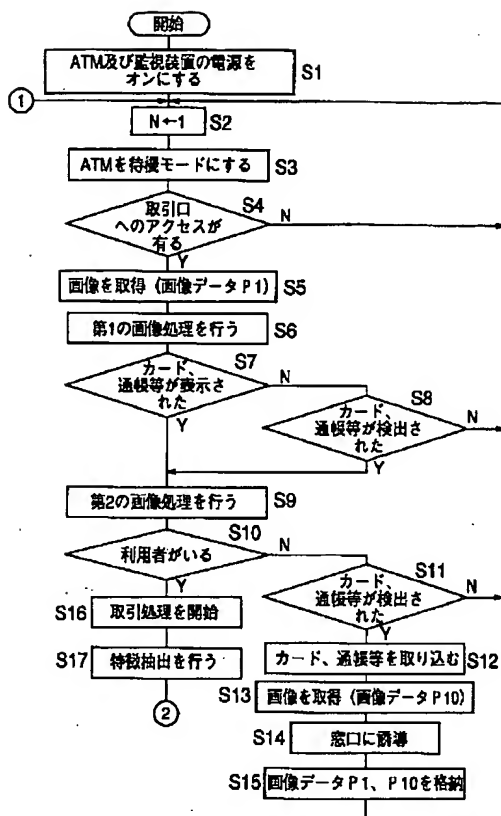 開始
ATM及び監視装置の電源を
オンにする
S1
1
N←1
S2
ATMを待機モードにする
S3
取引口
へのアクセスが
有る
S4
N
Y
画像を取得(画像データP1)
S5
第1の画像処理を行う
S6
カード、
通帳等が表示さ
れた
S7
N
Y
カード、
通帳等が検出さ
れた
S8
N
Y
第2の画像処理を行う
S9
利用者がいる
S10
N
Y
カード、
通帳等が検出さ
れた
S11
N
Y
S16
取引処理を開始
カード、通帳等を取り込む
S12
S17
特徴抽出を行う
S13
画像を取得(画像データP10)
2
S14
窓口に誘導
S15
画像データP1、P10を格納